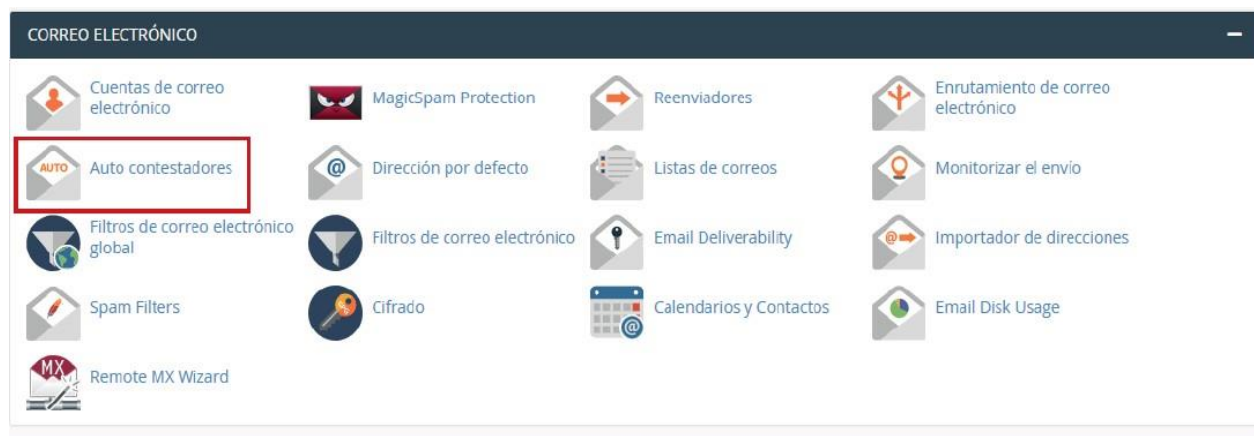 CORREO ELECTRÓNICO
Cuentas de correo
electrónico
MagicSpam Protection
Reenviadores
Enrutamiento de correo
electrónico
AUTO
Auto contestadores
@
Dirección por defecto
Listas de correos
Monitorizar el envío
Filtros de correo electrónico
global
Filtros de correo electrónico
Email Deliverability
@
Importador de direcciones
Spam Filters
Cifrado
@
Calendarios y Contactos
Email Disk Usage
MX
Remote MX Wizard